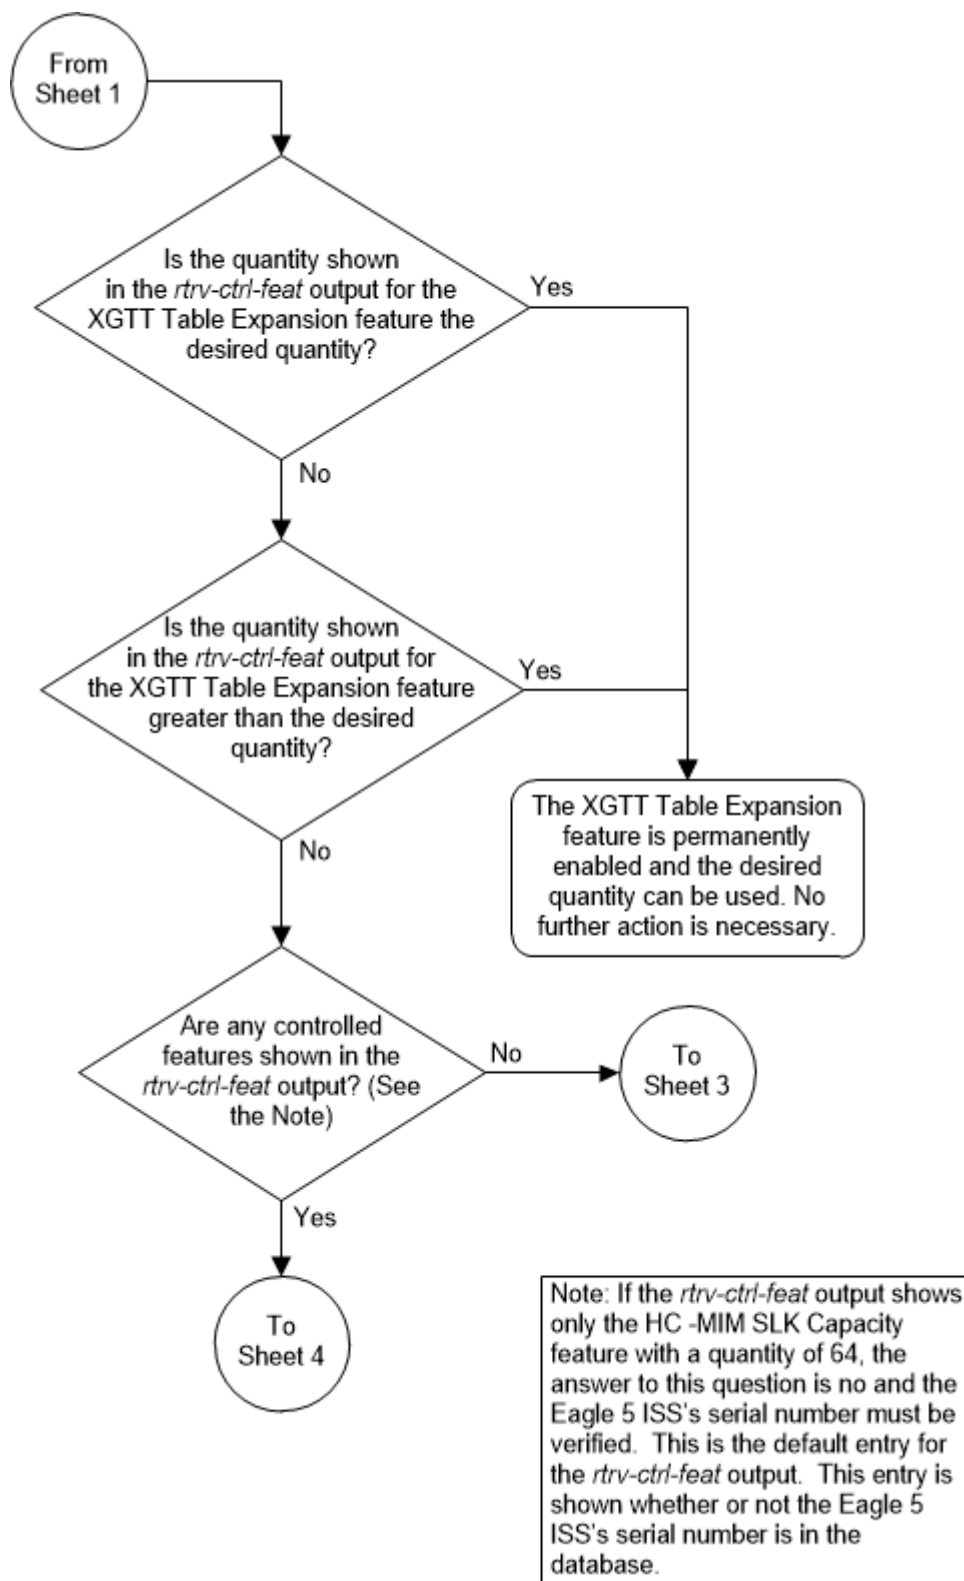 From
Sheet 1
Is the quantity shown
in the rtrv-ctrl-feat output for the
XGTT Table Expansion feature the
desired quantity?
Yes
No
Is the quantity shown
in the rtrv-ctrl-feat output for
the XGTT Table Expansion feature
greater than the desired
quantity?
Yes
No
The XGTT Table Expansion
feature is permanently
enabled and the desired
quantity can be used. No
further action is necessary.
Are any controlled
features shown in the
rtrv-ctrl-feat output? (See
the Note)
No
To
Sheet 3
Yes
To
Sheet 4
Note: If the rtrv-ctrl-feat output shows
only the HC -MIM SLK Capacity
feature with a quantity of 64, the
answer to this question is no and the
Eagle 5 ISS's serial number must be
verified.  This is the default entry for
the rtrv-ctrl-feat output.  This entry is
shown whether or not the Eagle 5
ISS's serial number is in the
database.